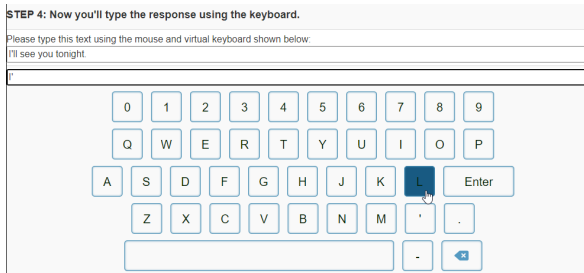 STEP 4: Now you'll type the response using the keyboard.
Please type this text using the mouse and virtual keyboard shown below:
I'll see you tonight.
I'
0 1 2 3 4 5 6 7 8 9
Q W E R T Y U I O P
A S D F G H J K L Enter
Z X C V B N M ' .
-